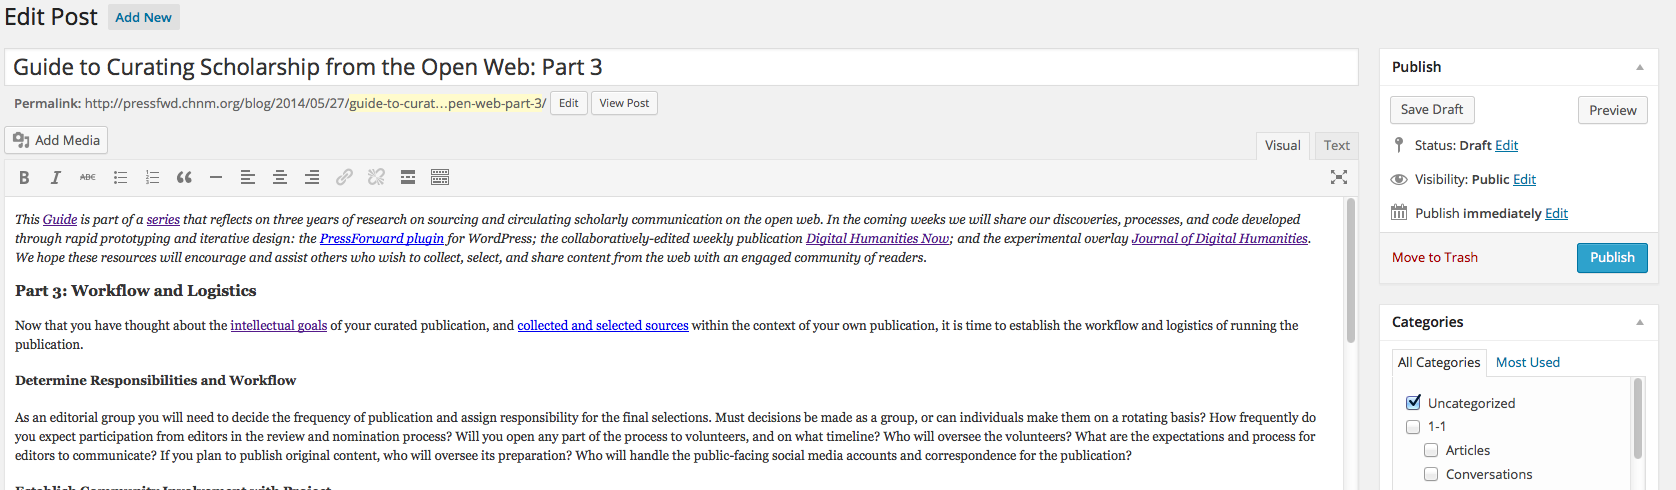 Edit Post Add New
Guide to Curating Scholarship from the Open Web: Part 3
Permalink: http://pressfwd.chnm.org/blog/2014/05/27/guide-to-curat…pen-web-part-3/ Edit View Post
Add Media
Visual Text
B I ABC
This Guide is part of a series that reflects on three years of research on sourcing and circulating scholarly communication on the open web. In the coming weeks we will share our discoveries, processes, and code developed
through rapid prototyping and iterative design: the PressForward plugin for WordPress; the collaboratively-edited weekly publication Digital Humanities Now; and the experimental overlay Journal of Digital Humanities.
We hope these resources will encourage and assist others who wish to collect, select, and share content from the web with an engaged community of readers.
Part 3: Workflow and Logistics
Now that you have thought about the intellectual goals of your curated publication, and collected and selected sources within the context of your own publication, it is time to establish the workflow and logistics of running the
publication.
Determine Responsibilities and Workflow
As an editorial group you will need to decide the frequency of publication and assign responsibility for the final selections. Must decisions be made as a group, or can individuals make them on a rotating basis? How frequently do
you expect participation from editors in the review and nomination process? Will you open any part of the process to volunteers, and on what timeline? Who will oversee the volunteers? What are the expectations and process for
editors to communicate? If you plan to publish original content, who will oversee its preparation? Who will handle the public-facing social media accounts and correspondence for the publication?
Establish Community Involvement with Project
Publish
Save Draft Preview
Status: Draft Edit
Visibility: Public Edit
Publish immediately Edit
Move to Trash Publish
Categories
All Categories Most Used
Uncategorized
1-1
Articles
Conversations